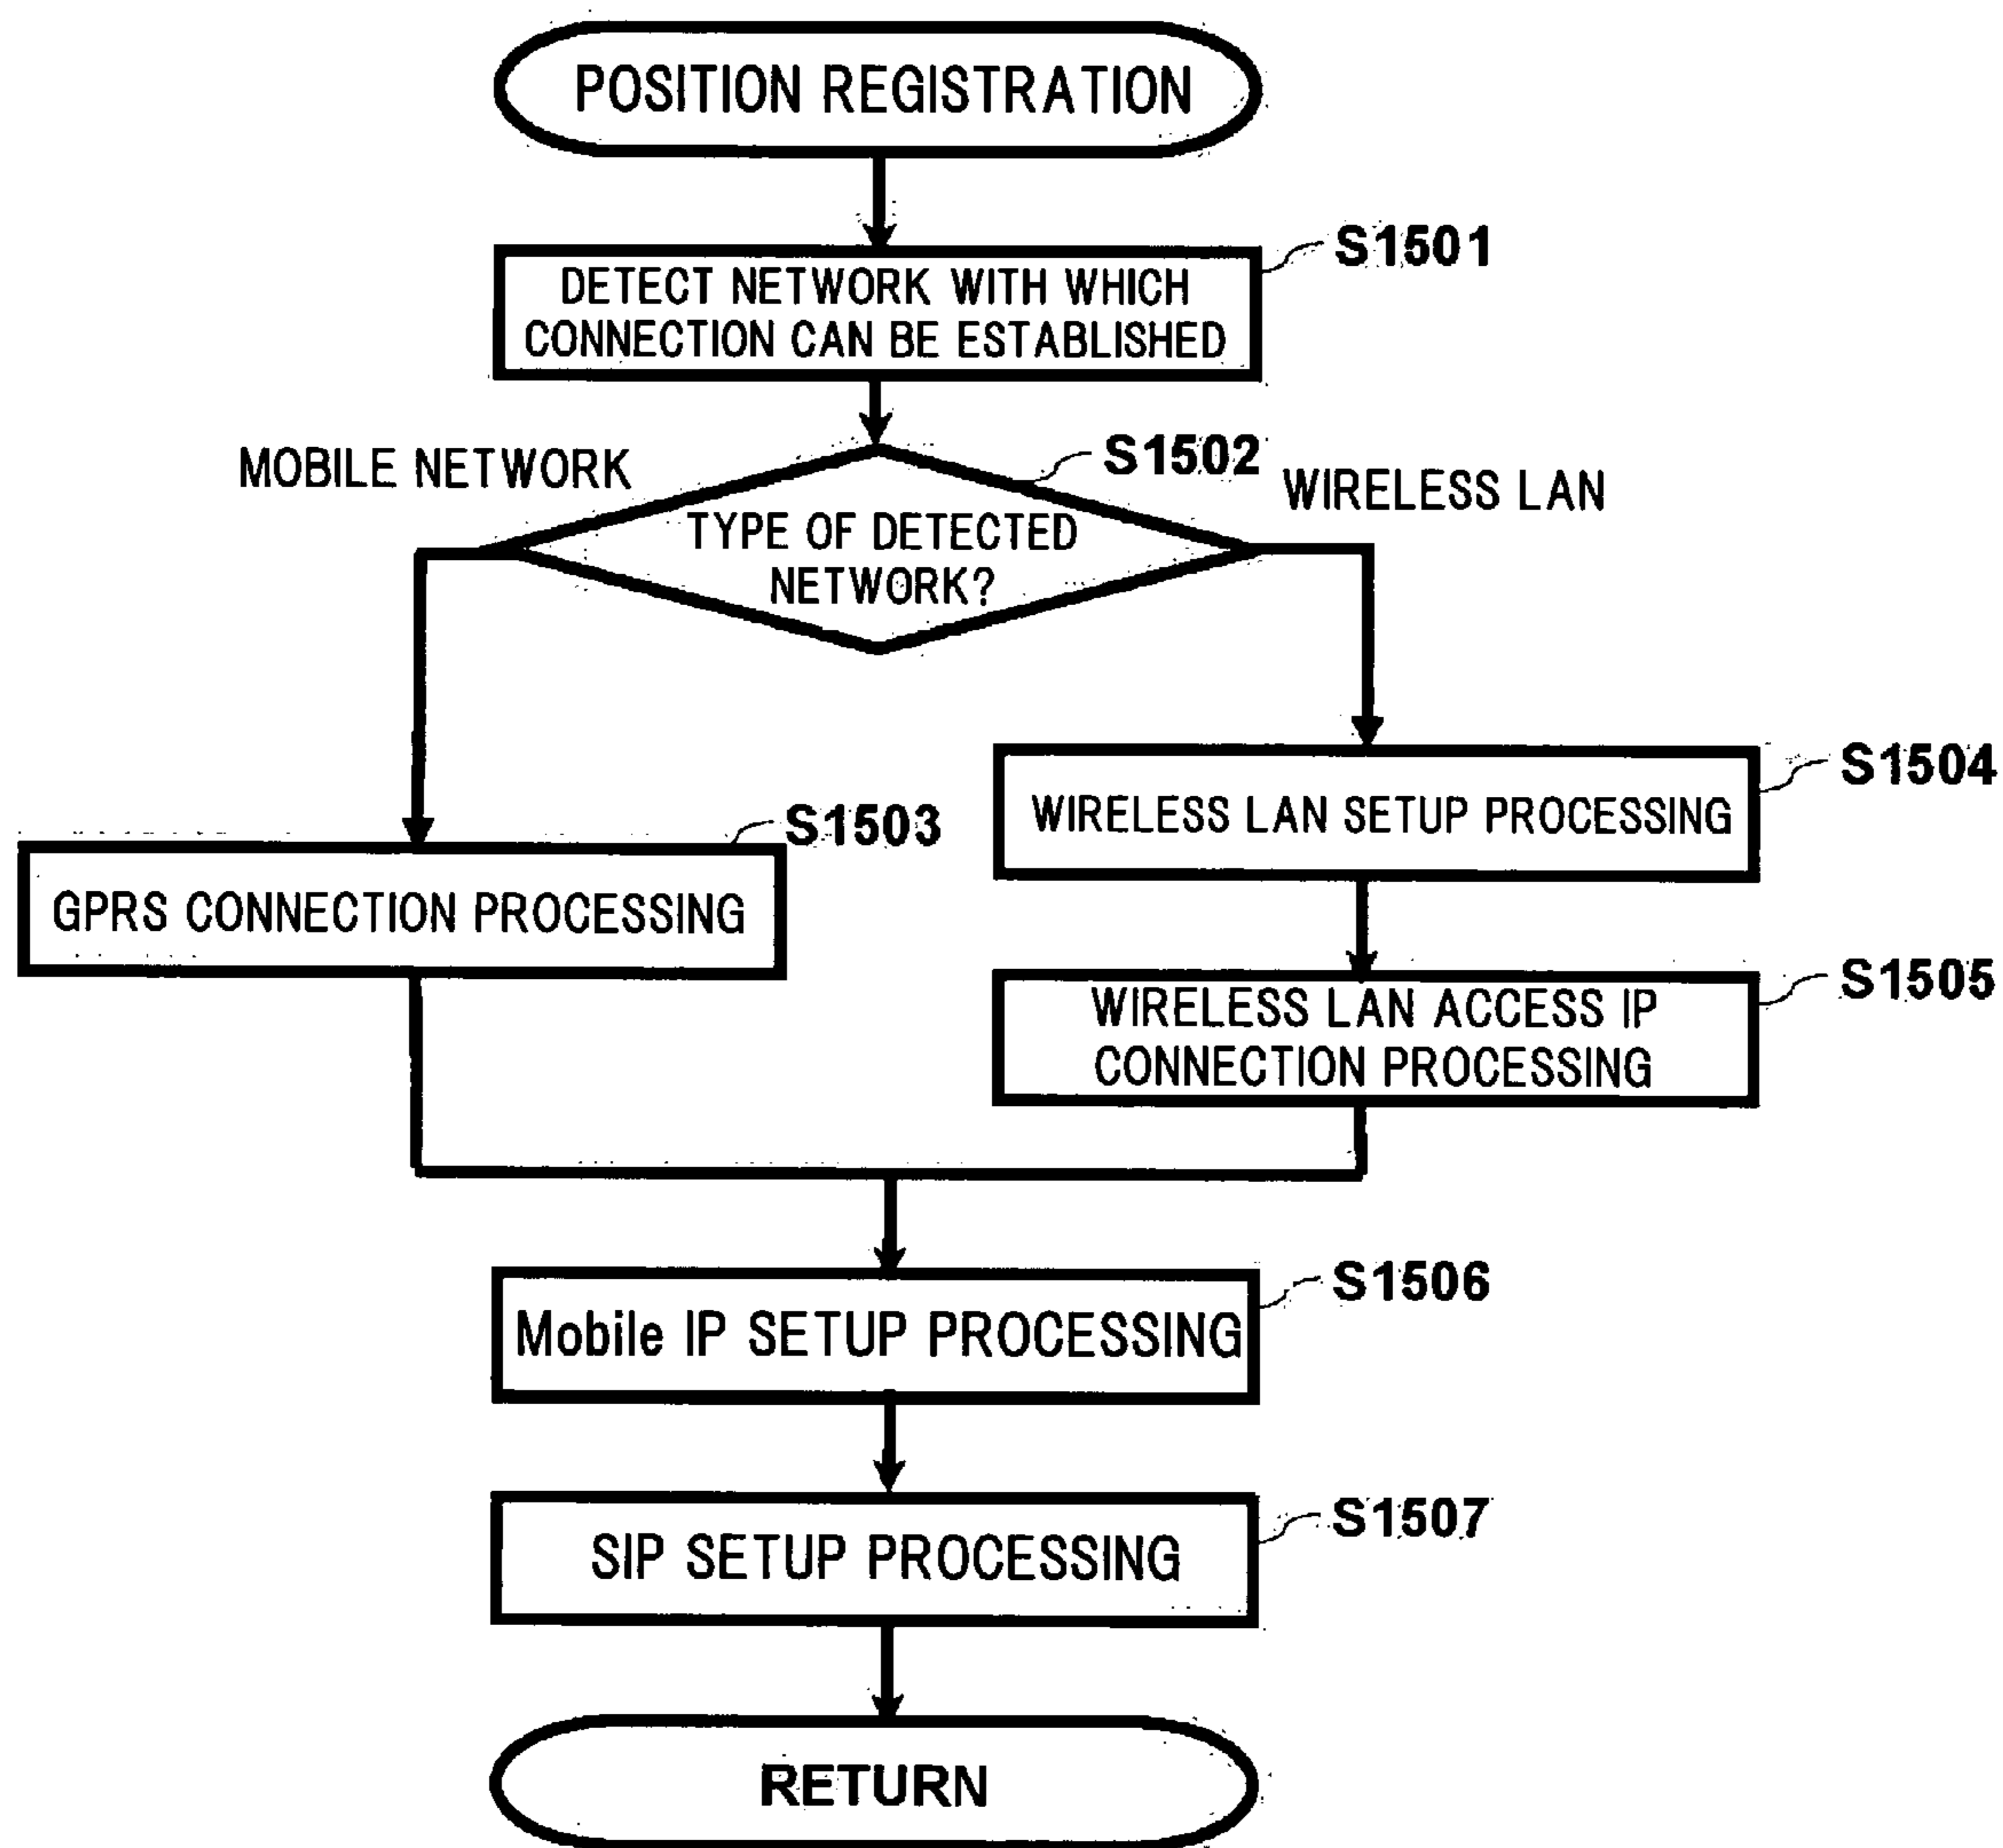 POSITION REGISTRATION
S1501
DETECT NETWORK WITH WHICH
CONNECTION CAN BE ESTABLISHED
MOBILE NETWORK
S1502
WIRELESS LAN
TYPE OF DETECTED
NETWORK?
S1504
WIRELESS LAN SETUP PROCESSING
S1503
GPRS CONNECTION PROCESSING
S1505
WIRELESS LAN ACCESS IP
CONNECTION PROCESSING
S1506
Mobile IP SETUP PROCESSING
S1507
SIP SETUP PROCESSING
RETURN